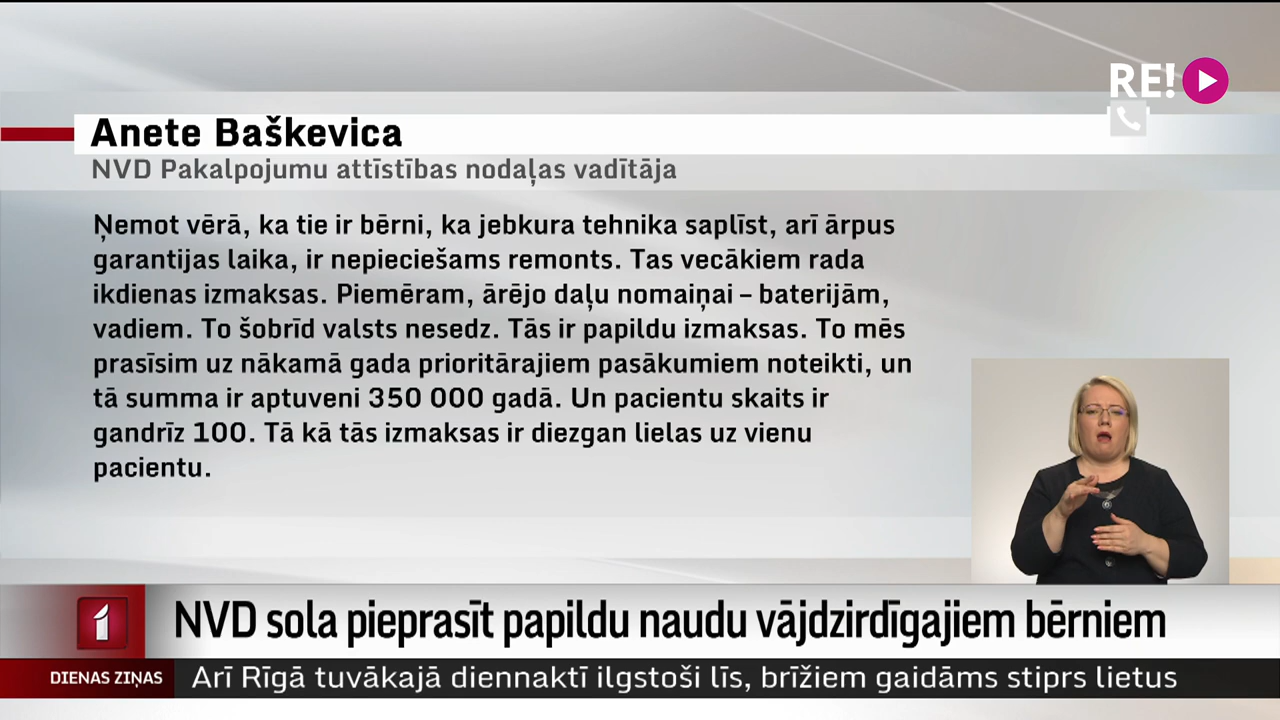 RE!
Anete Baškevica
NVD Pakalpojumu attīstības nodaļas vadītāja
Ņemot vērā, ka tie ir bērni, ka jebkura tehnika saplīst, arī ārpus
garantijas laika, ir nepieciešams remonts. Tas vecākiem rada
ikdienas izmaksas. Piemēram, ārējo daļu nomaiņai – baterijām,
vadiem. To šobrīd valsts nesedz. Tās ir papildu izmaksas. To mēs
prasīsim uz nākamā gada prioritārajiem pasākumiem noteikti, un
tā summa ir aptuveni 350 000 gadā. Un pacientu skaits ir
gandrīz 100. Tā kā tās izmaksas ir diezgan lielas uz vienu
pacientu.
1 NVD sola pieprasīt papildu naudu vājdzirdīgajiem bērniem
DIENAS ZIŅAS Arī Rīgā tuvākajā diennaktī ilgstoši līs, brīžiem gaidāms stiprs lietus